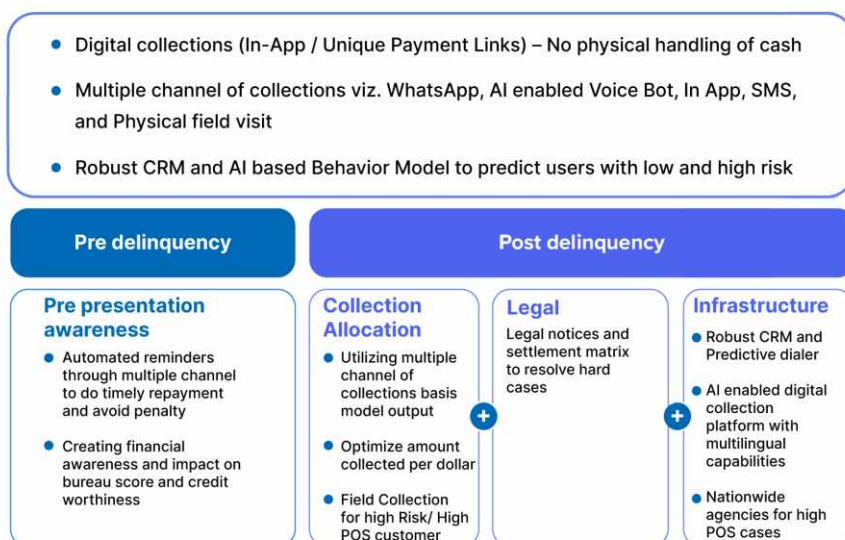 Digital collections (In-App / Unique Payment Links) – No physical handling of cash
Multiple channel of collections viz. WhatsApp, AI enabled Voice Bot, In App, SMS,
and Physical field visit
Robust CRM and AI based Behavior Model to predict users with low and high risk
Pre delinquency
Post delinquency
Pre presentation
awareness
Automated reminders
through multiple channel
to do timely repayment
and avoid penalty
Creating financial
awareness and impact on
bureau score and credit
worthiness
Collection
Allocation
Utilizing multiple
channel of
collections basis
model output
Optimize amount
collected per dollar
Field Collection
for high Risk/ High
POS customer
Legal
Legal notices and
settlement matrix
to resolve hard
cases
Infrastructure
Robust CRM and
Predictive dialer
AI enabled digital
collection
platform with
multilingual
capabilities
Nationwide
agencies for high
POS cases